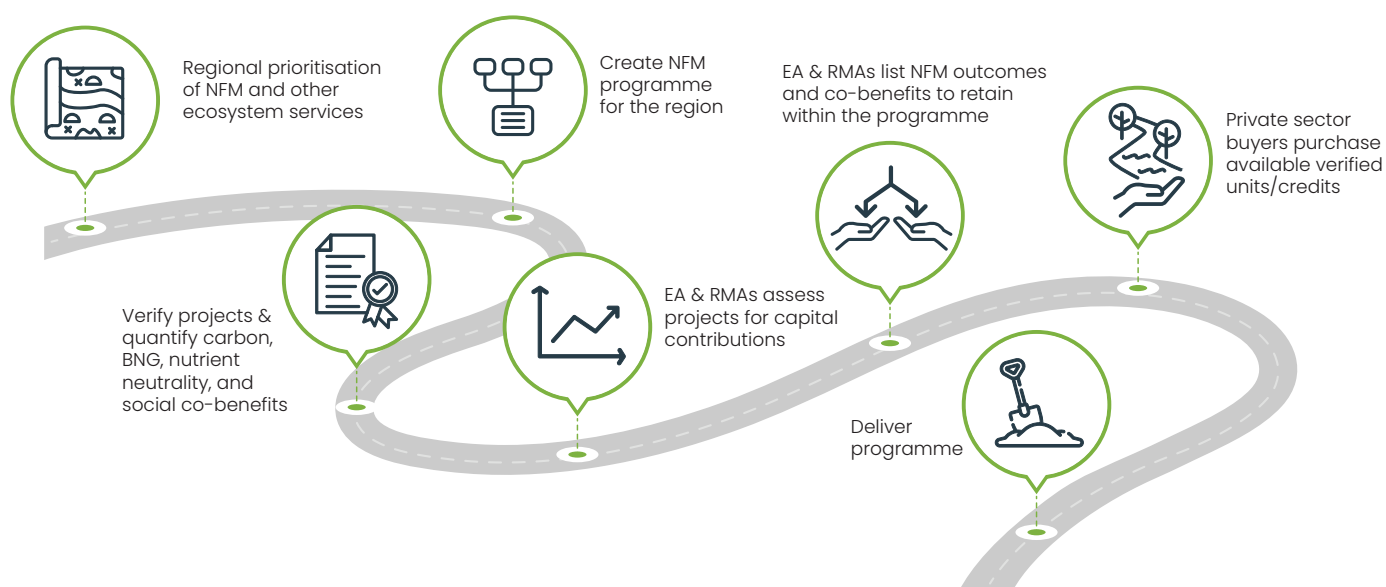 Regional prioritisation
of NFM and other
ecosystem services
Create NFM
programme
for the region
Verify projects &
quantify carbon,
BNG, nutrient
neutrality, and
social co-benefits
EA & RMAs assess
projects for capital
contributions
EA & RMAs list NFM outcomes
and co-benefits to retain
within the programme
Private sector
buyers purchase
available verified
units/credits
Deliver
programme